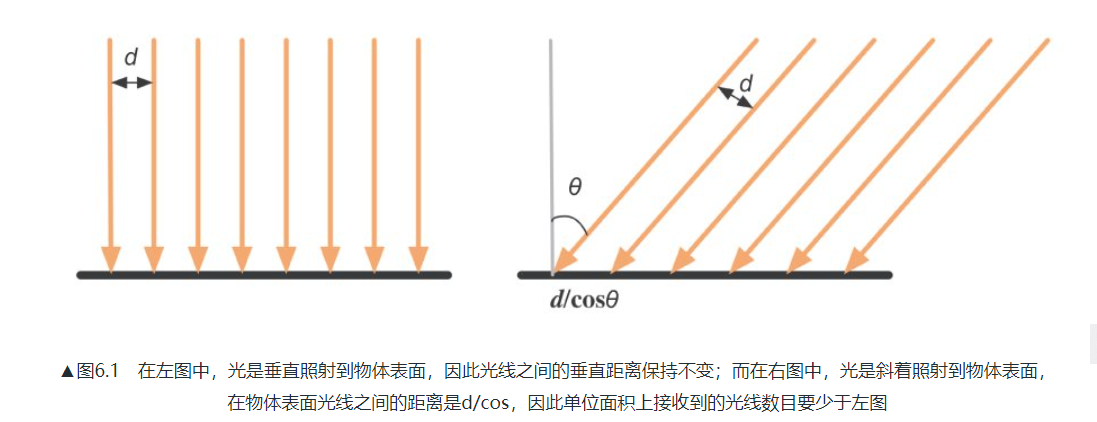 d
d
θ
d/cosθ
▲图6.1 在左图中，光是垂直照射到物体表面，因此光线之间的垂直距离保持不变；而在右图中，光是斜着照射到物体表面，
在物体表面光线之间的距离是d/cos，因此单位面积上接收到的光线数目要少于左图